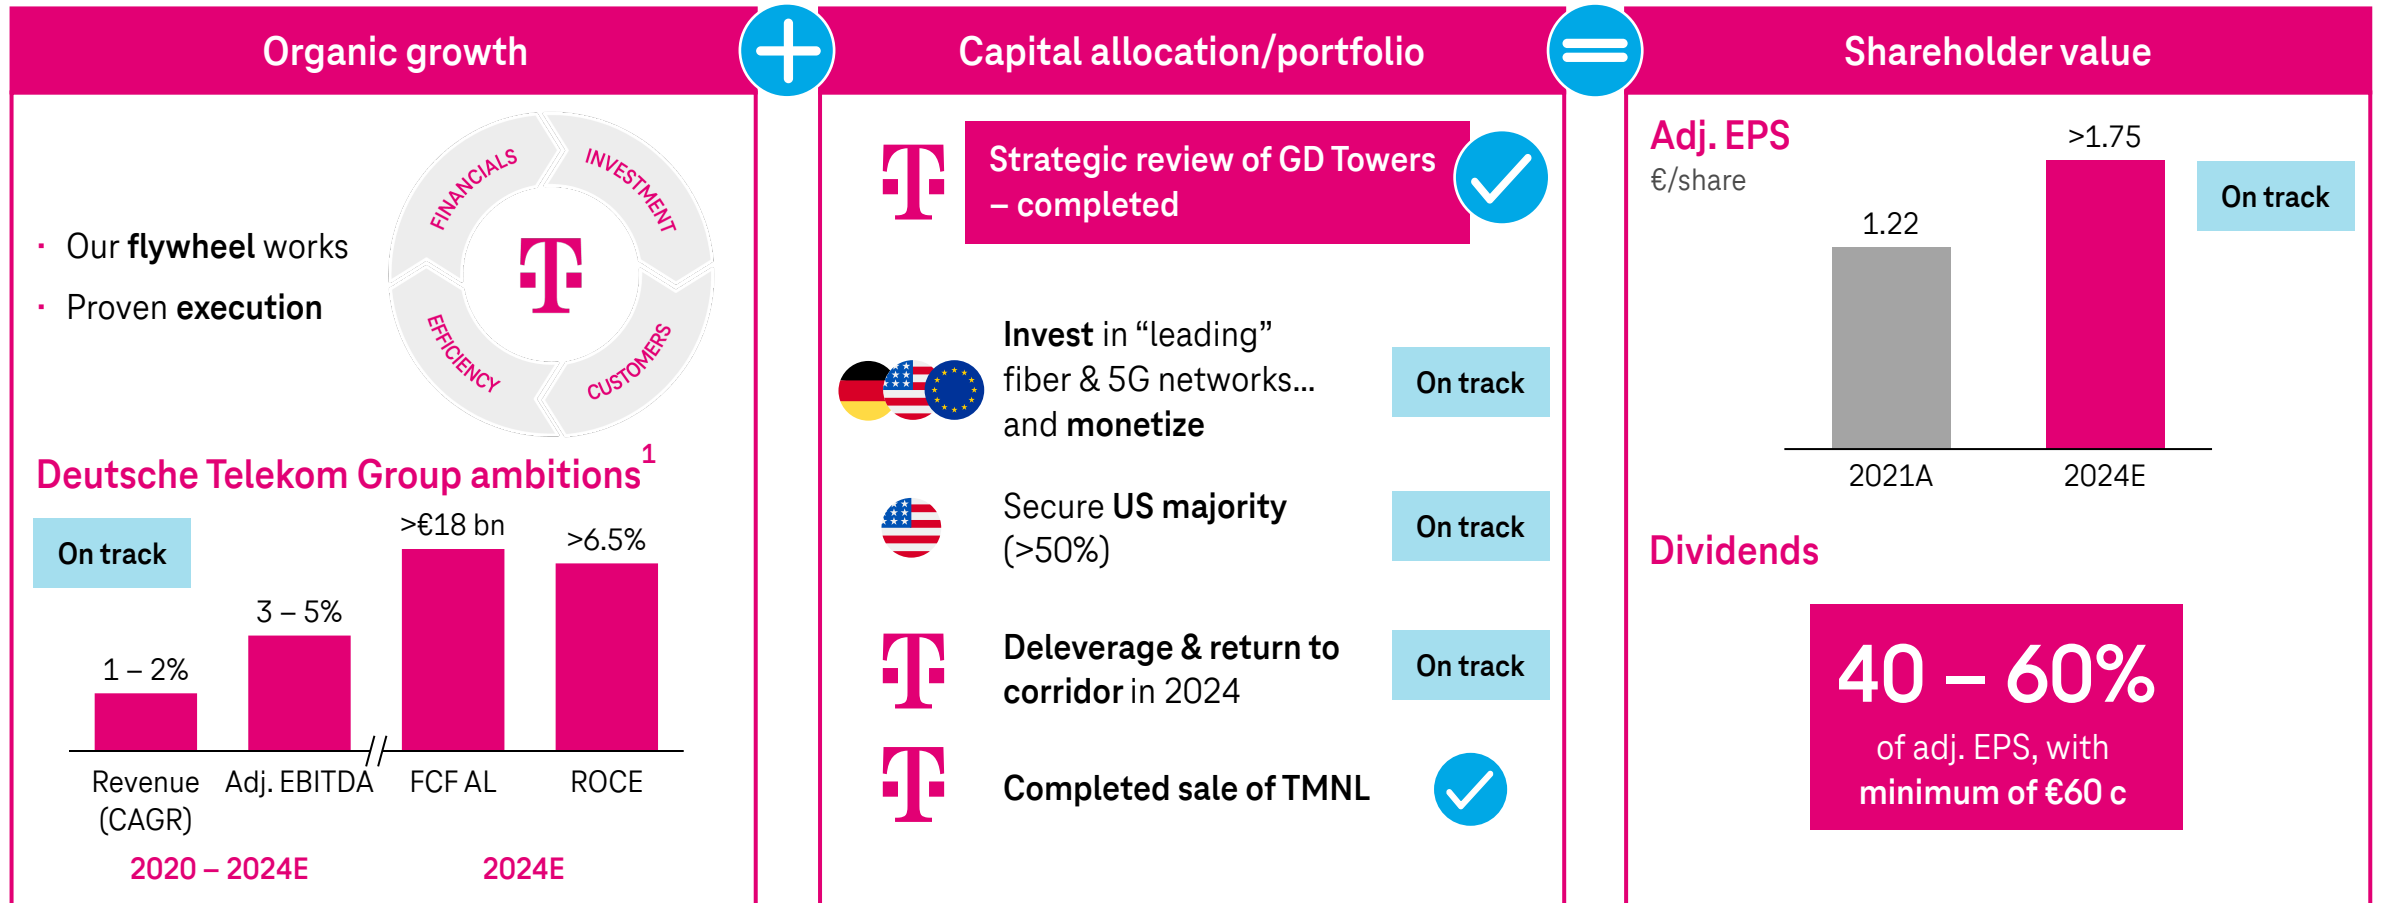 Organic growth
FINANCIALS
INVESTMENT
EFFICIENCY
CUSTOMERS
· Our flywheel works
· Proven execution
Deutsche Telekom Group ambitions1
On track
1 – 2%
3 – 5%
>€18 bn
>6.5%
Revenue
(CAGR)
Adj. EBITDA
FCF AL
ROCE
2020 – 2024E
2024E
Capital allocation/portfolio
Strategic review of GD Towers
– completed
Invest in “leading”
fiber & 5G networks...
and monetize
On track
Secure US majority
(>50%)
On track
Deleverage & return to
corridor in 2024
On track
Completed sale of TMNL
Shareholder value
Adj. EPS
€/share
1.22
>1.75
On track
2021A
2024E
Dividends
40 – 60%
of adj. EPS, with
minimum of €60 c